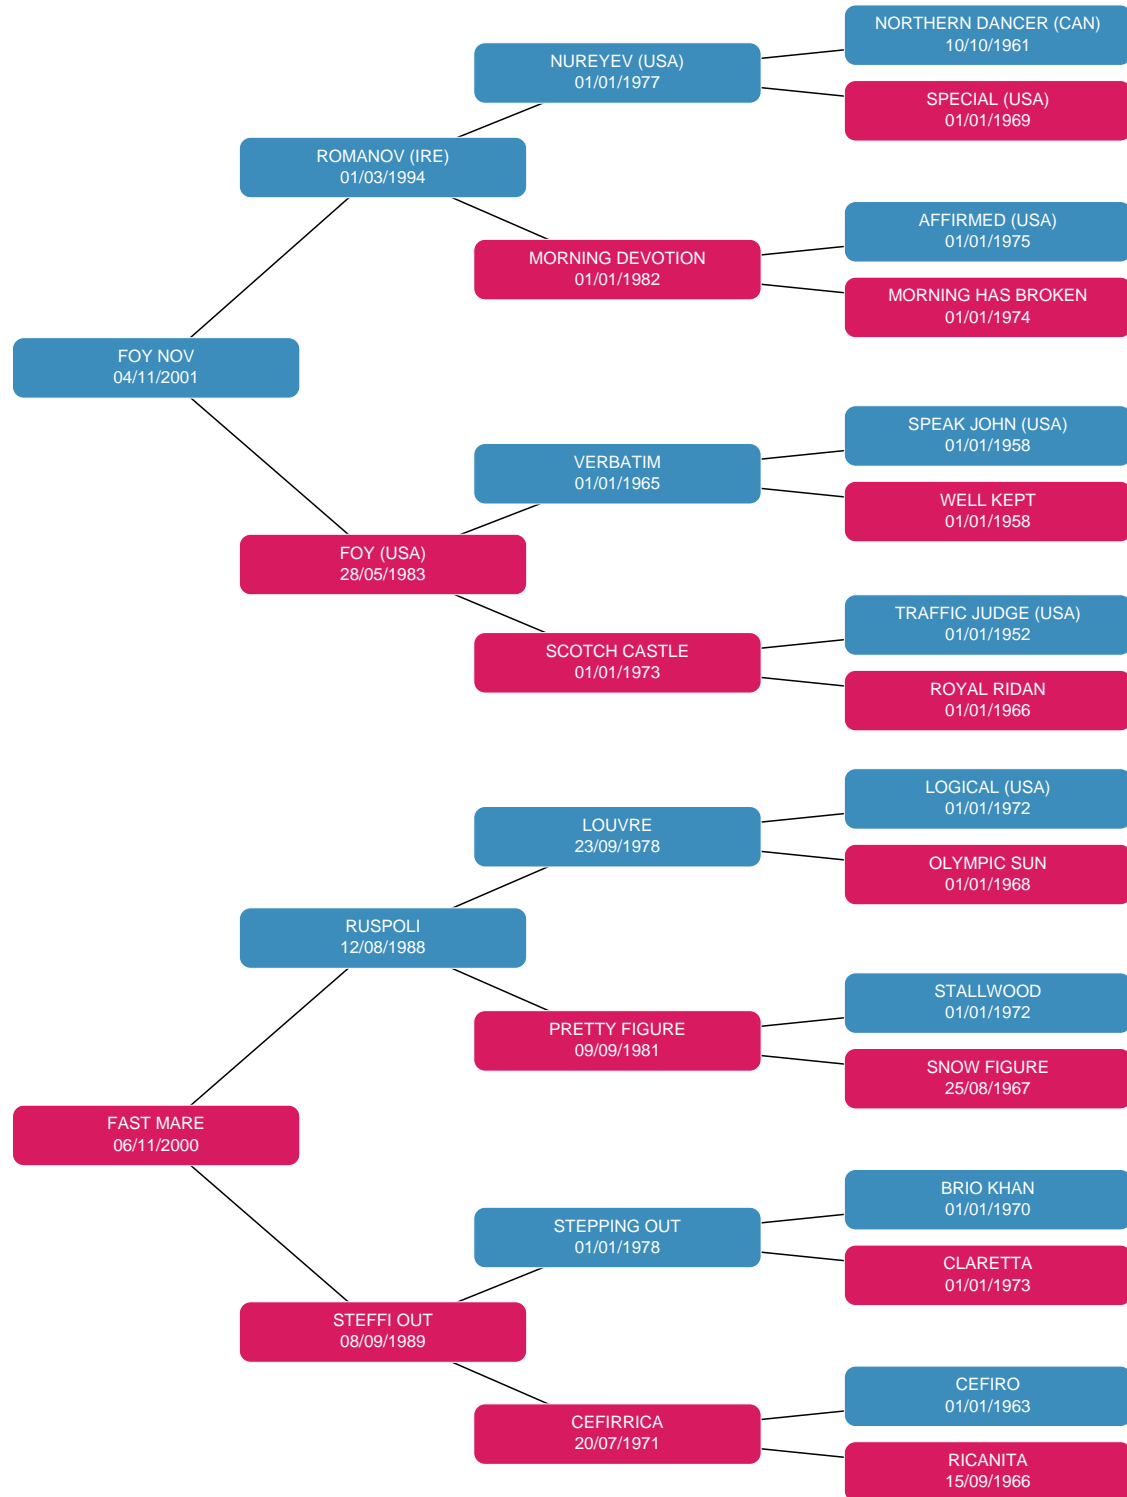 NORTHERN DANCER (CAN)
10/10/1961
NUREYEV (USA)
01/01/1977
SPECIAL (USA)
01/01/1969
ROMANOV (IRE)
01/03/1994
AFFIRMED (USA)
01/01/1975
MORNING DEVOTION
01/01/1982
MORNING HAS BROKEN
01/01/1974
FOY NOV
04/11/2001
SPEAK JOHN (USA)
01/01/1958
VERBATIM
01/01/1965
WELL KEPT
01/01/1958
FOY (USA)
28/05/1983
TRAFFIC JUDGE (USA)
01/01/1952
SCOTCH CASTLE
01/01/1973
ROYAL RIDAN
01/01/1966
LOGICAL (USA)
01/01/1972
LOUVRE
23/09/1978
OLYMPIC SUN
01/01/1968
RUSPOLI
12/08/1988
STALLWOOD
01/01/1972
PRETTY FIGURE
09/09/1981
SNOW FIGURE
25/08/1967
FAST MARE
06/11/2000
BRIO KHAN
01/01/1970
STEPPING OUT
01/01/1978
CLARETTA
01/01/1973
STEFFI OUT
08/09/1989
CEFIRO
01/01/1963
CEFIRRICA
20/07/1971
RICANITA
15/09/1966